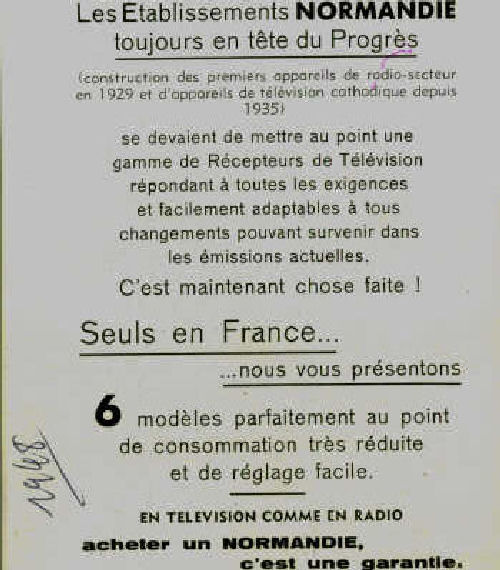 Les Etablissements NORMANDIE
toujours en tête du Progrès
(construction des premiers appareils de radio-secteur
en 1929 et d'appareils de télévision cathodique depuis
1935)
se devaient de mettre au point une
gamme de Récepteurs de Télévision
répondant à toutes les exigences
et facilement adaptables à tous
changements pouvant survenir dans
les émissions actuelles.
C'est maintenant chose faite !
Seuls en France...
...nous vous présentons
6 modèles parfaitement au point
de consommation très réduite
et de réglage facile.
1948
EN TELEVISION COMME EN RADIO
acheter un NORMANDIE,
c'est une garantie.